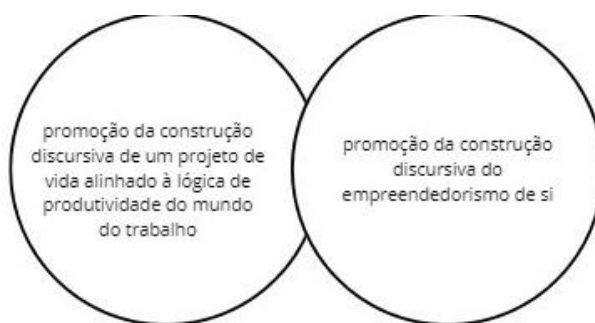 promoção da construção
discursiva de um projeto de
vida alinhado à lógica de
produtividade do mundo
do trabalho
promoção da construção
discursiva do
empreendedorismo de si